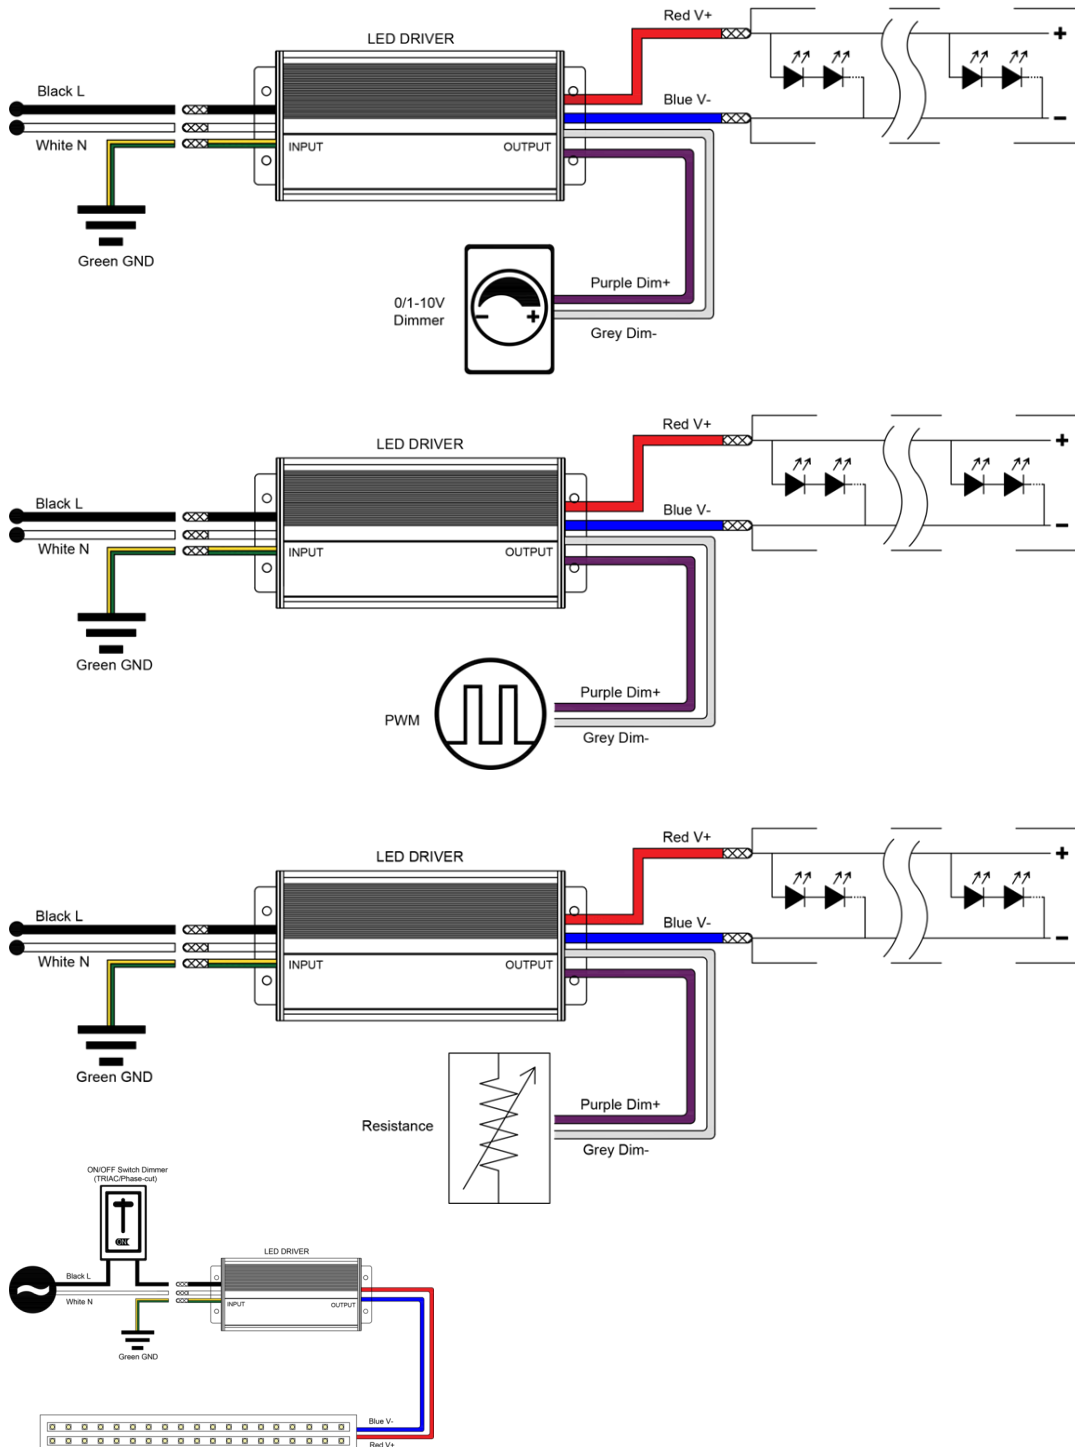 Red V+
LED DRIVER
Black L
Blue V-
White N
INPUT
OUTPUT
Green GND
Purple Dim+
0/1-10V
Dimmer
Grey Dim-
Red V+
LED DRIVER
Black L
Blue V-
White N
INPUT
OUTPUT
Green GND
Purple Dim+
PWM
Grey Dim-
Red V+
LED DRIVER
Black L
Blue V-
White N
INPUT
OUTPUT
Green GND
Purple Dim+
Resistance
Grey Dim-
ON/OFF Switch Dimmer
(TRIAC/Phase-cut)
ON
LED DRIVER
Black L
White N
INPUT
OUTPUT
Green GND
Blue V-
Red V+